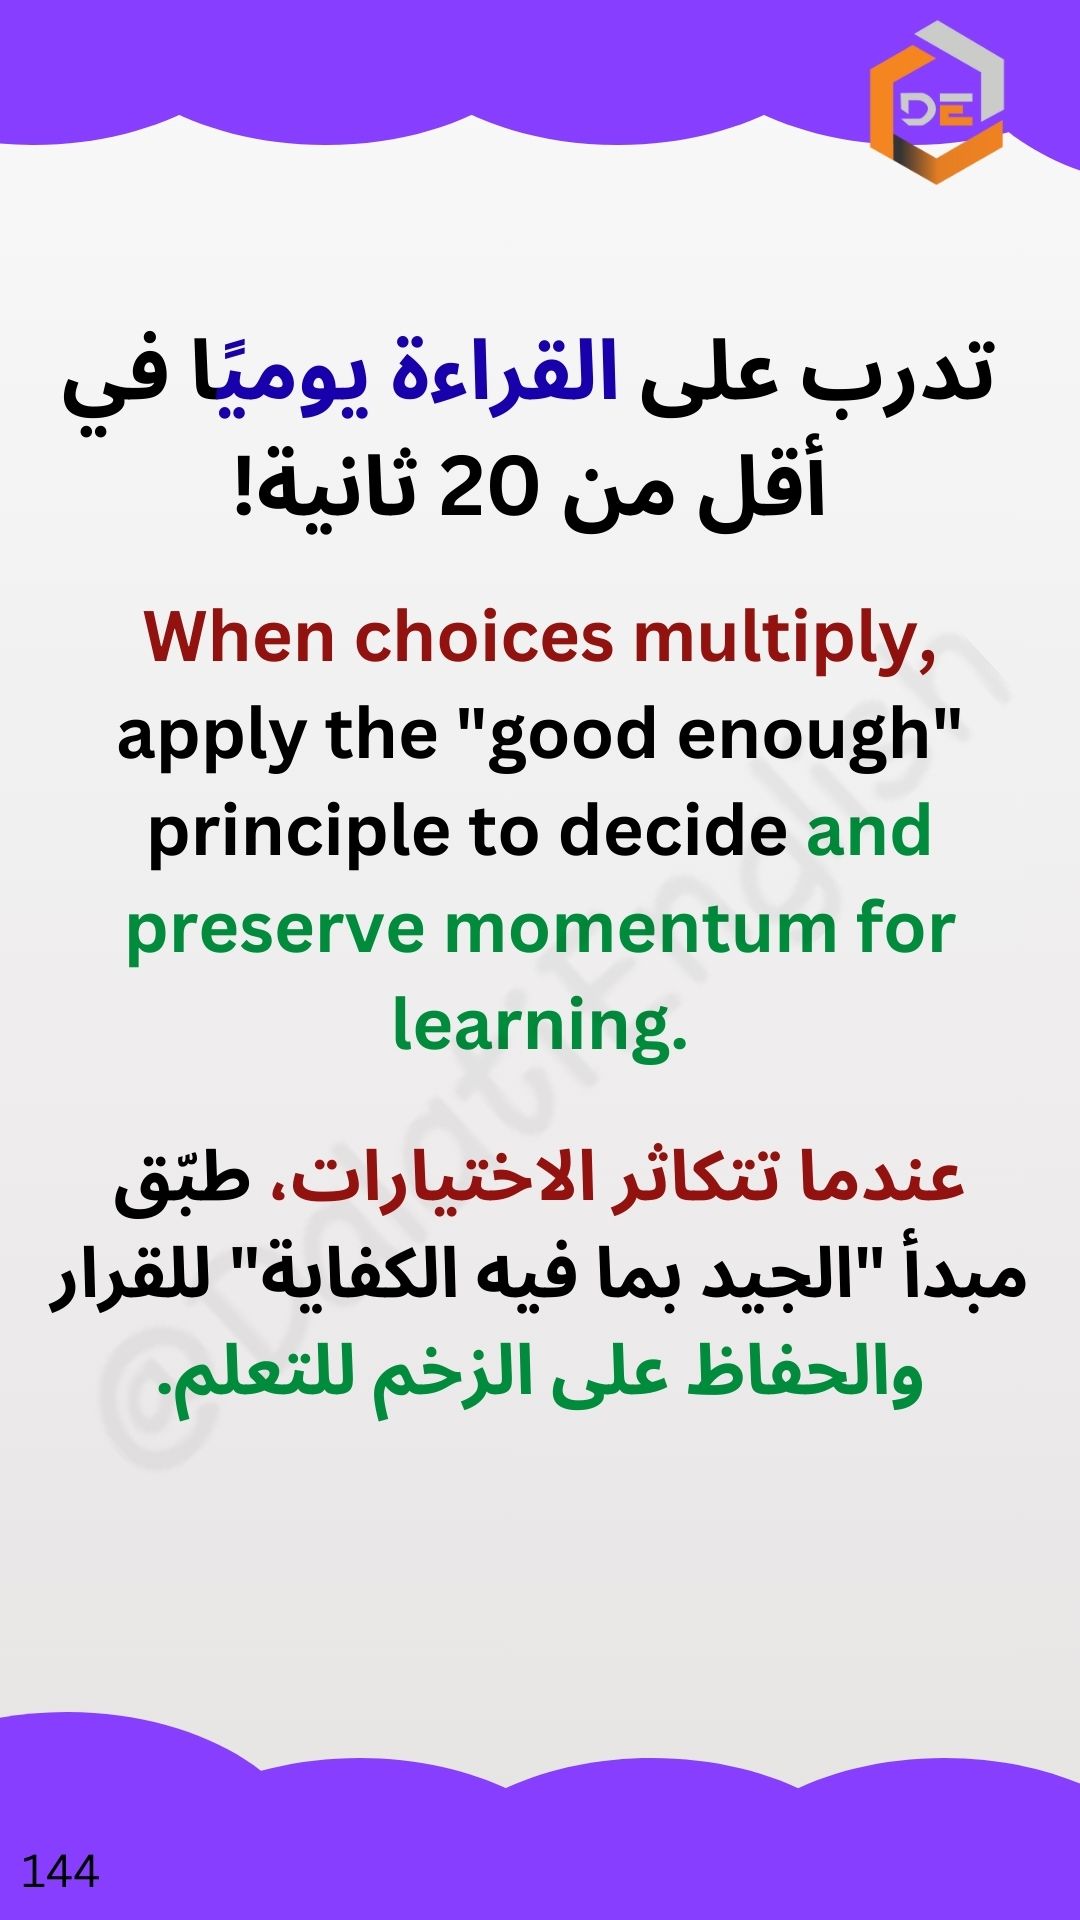 DE
تدرب على القراءة يوميًا في
أقل من 20 ثانية!
When choices multiply,
apply the "good enough"
principle to decide and
preserve momentum for
learning.
عندما تتكاثر الاختيارات، طبّق
مبدأ "الجيد بما فيه الكفاية" للقرار
والحفاظ على الزخم للتعلم.
@DalatiEnglish
144